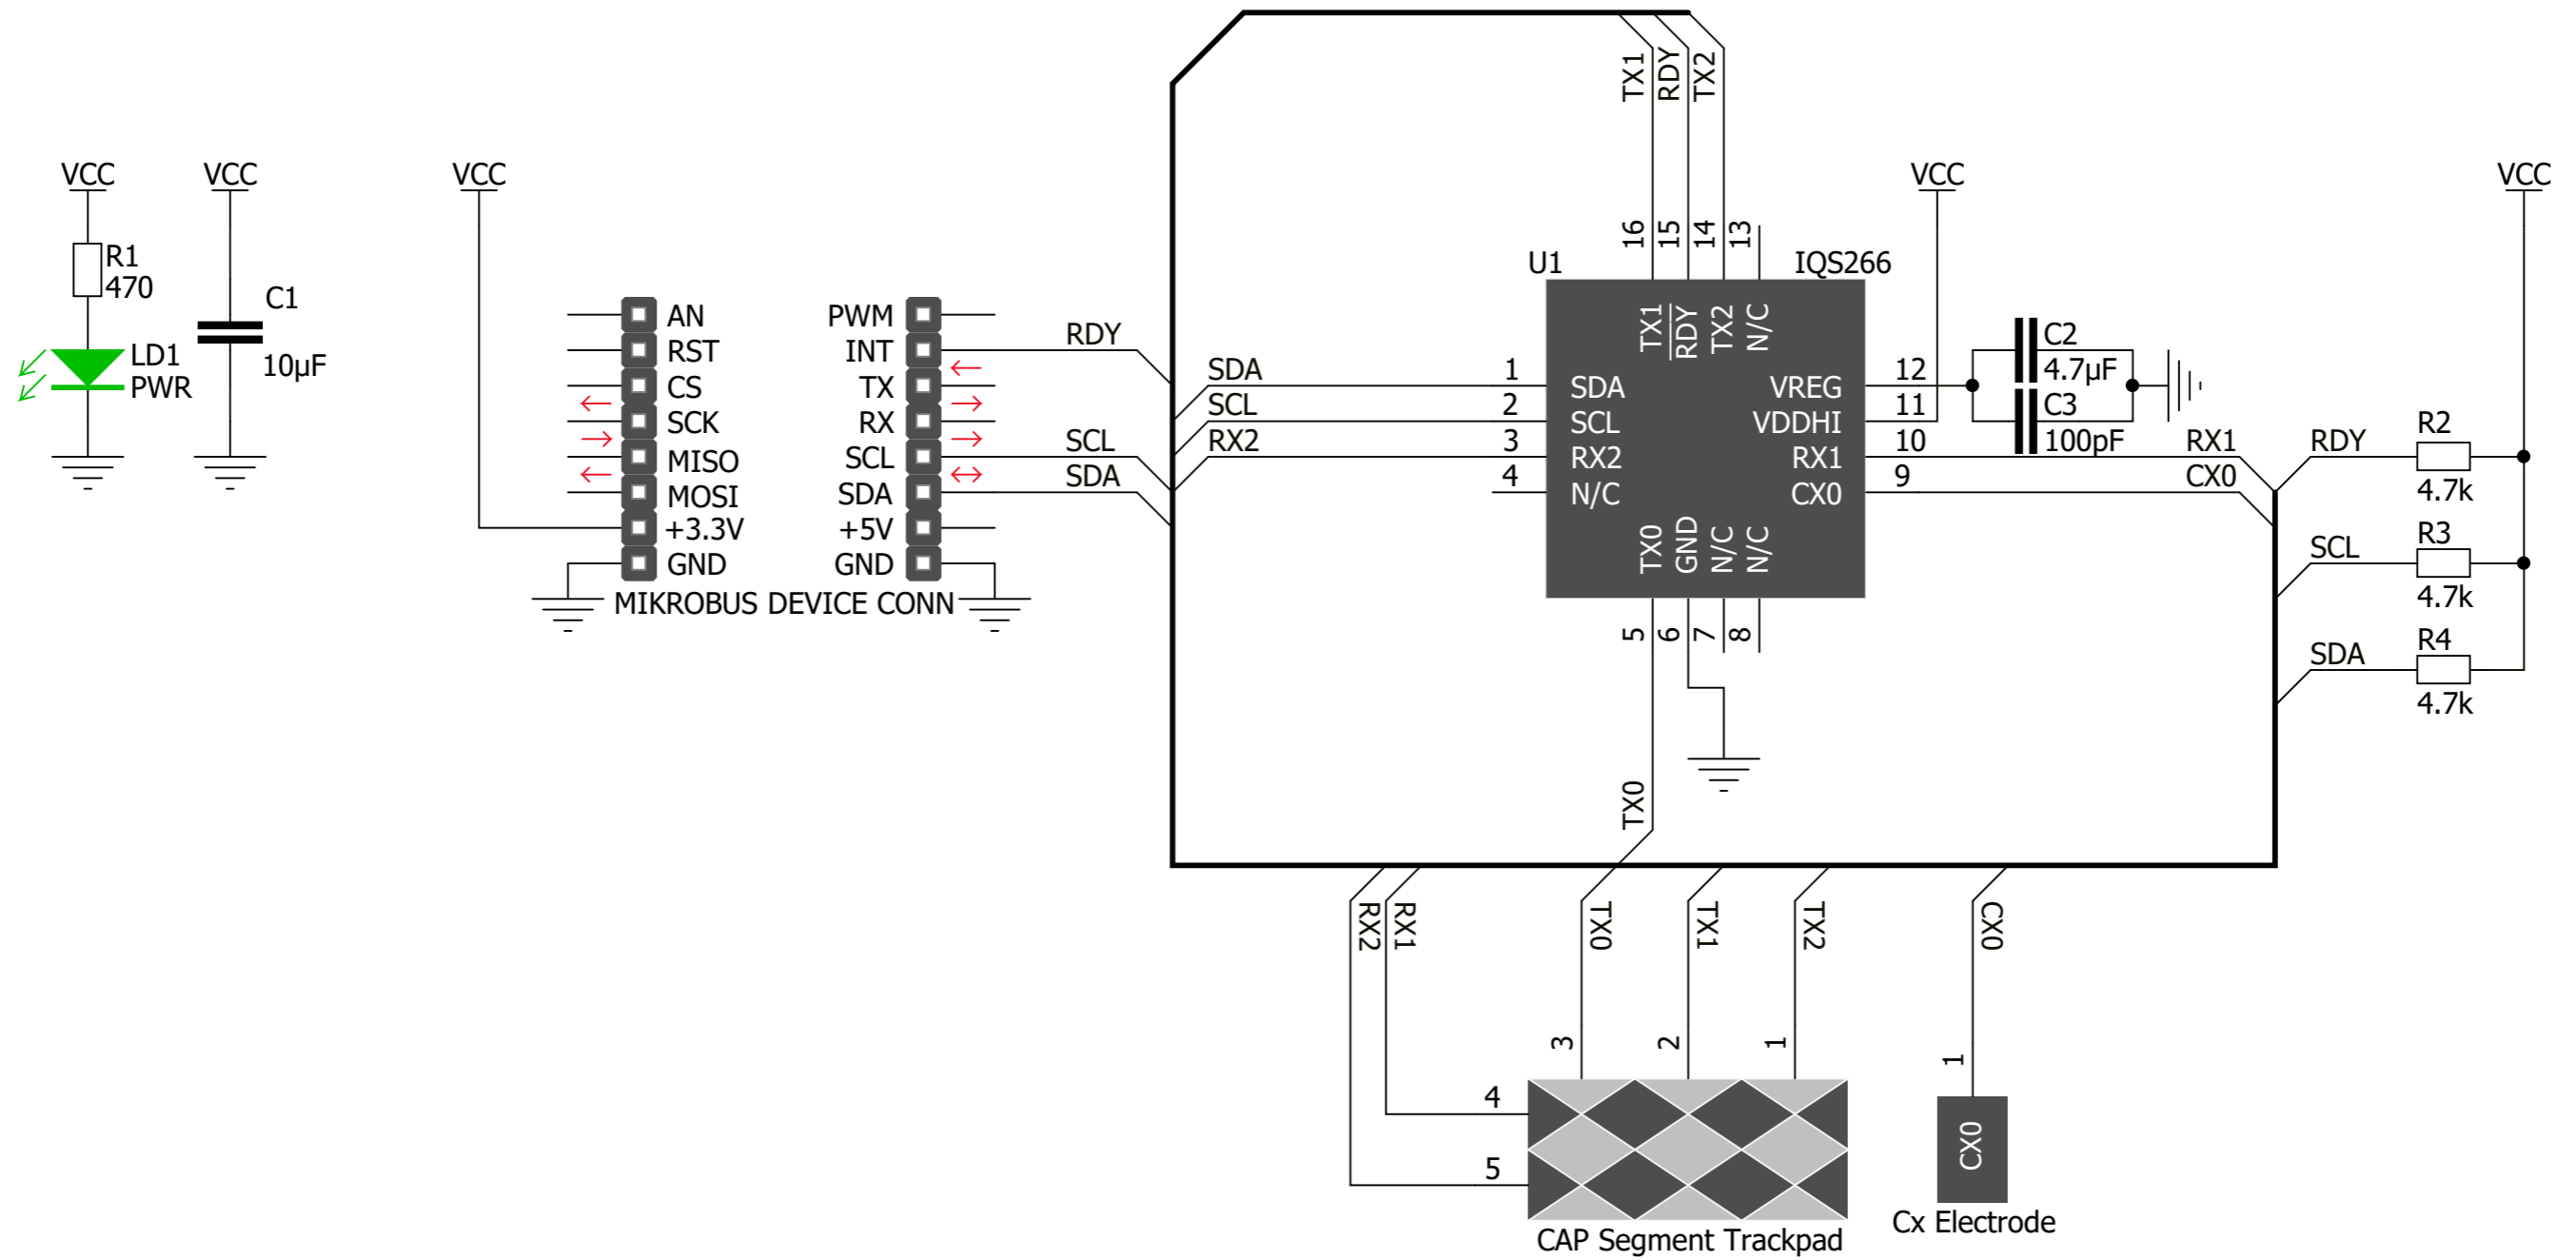 VCC
R1
470
LD1
PWR
VCC
C1
10µF
VCC
AN
RST
CS
SCK
MISO
MOSI
+3.3V
GND
PWM
INT
TX
RX
SCL
SDA
+5V
GND
MIKROBUS DEVICE CONN
RDY
SCL
SDA
TX1
RDY
TX2
16
15
14
13
U1
IQS266
SDA
SCL
RX2
1
2
3
4
SDA
SCL
RX2
N/C
TX1
RDY
TX2
N/C
VREG
VDDHI
RX1
CX0
TX0
GND
N/C
N/C
12
11
10
9
5
6
7
8
VCC
C2
4.7µF
C3
100pF
RX1
CX0
TX0
VCC
RDY
R2
4.7k
SCL
R3
4.7k
SDA
R4
4.7k
RX2
RX1
TX0
TX1
TX2
CX0
3
2
1
1
4
5
CX0
CAP Segment Trackpad
Cx Electrode